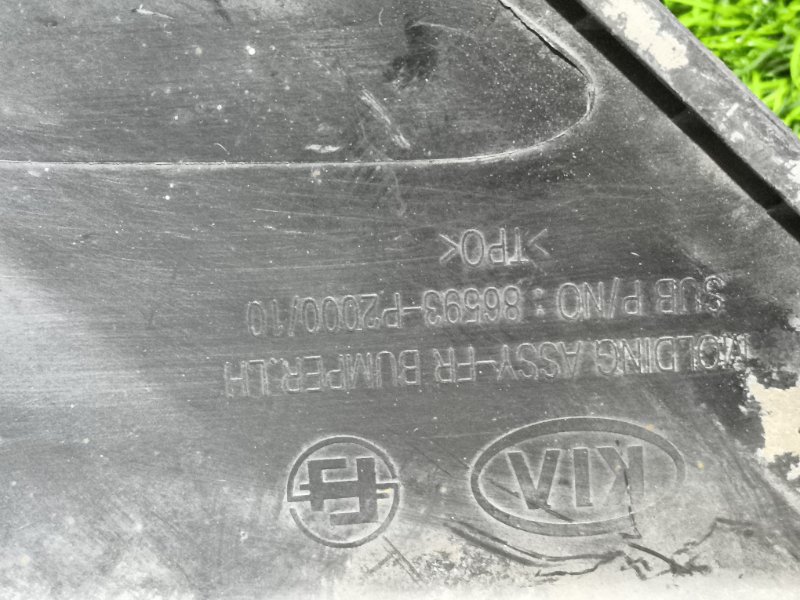 KIA
MOLDING ASSY-FR BUMPER,LH
SUB P/NO : 86593-P2000/10
>TPO<